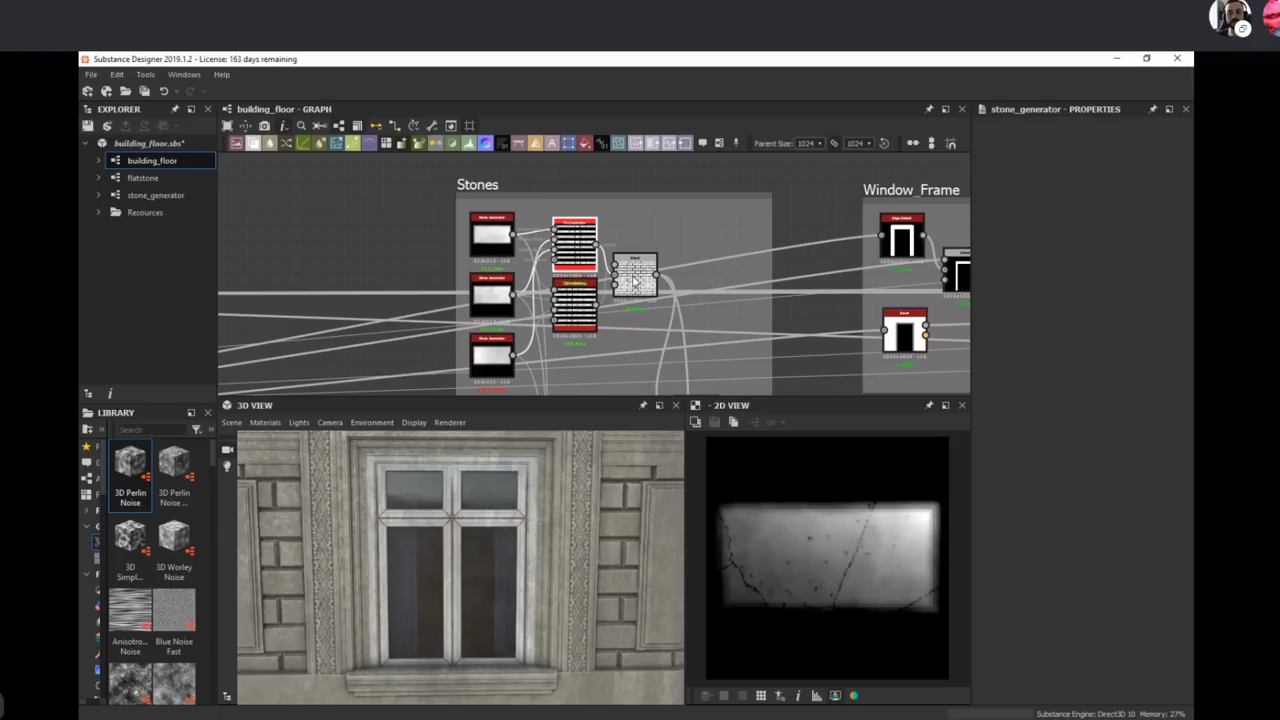 Substance Designer 2019.1.2 - License: 163 days remaining
File Edit Tools Windows Help
EXPLORER
building_floor.sbs*
building_floor
flatstone
stone_generator
Resources
building_floor - GRAPH
Parent Size: 1024 1024
Stones
Window_Frame
stone_generator - PROPERTIES
LIBRARY
Search
3D Perlin
Noise
3D Perlin
Noise ...
3D
Simpl...
Noise
3D Worley
Noise
Anisotro...
Noise
Blue Noise
Fast
3D VIEW
Scene Materials Lights Camera Environment Display Renderer
- 2D VIEW
UV
Substance Engine: Direct3D 10 Memory: 27%